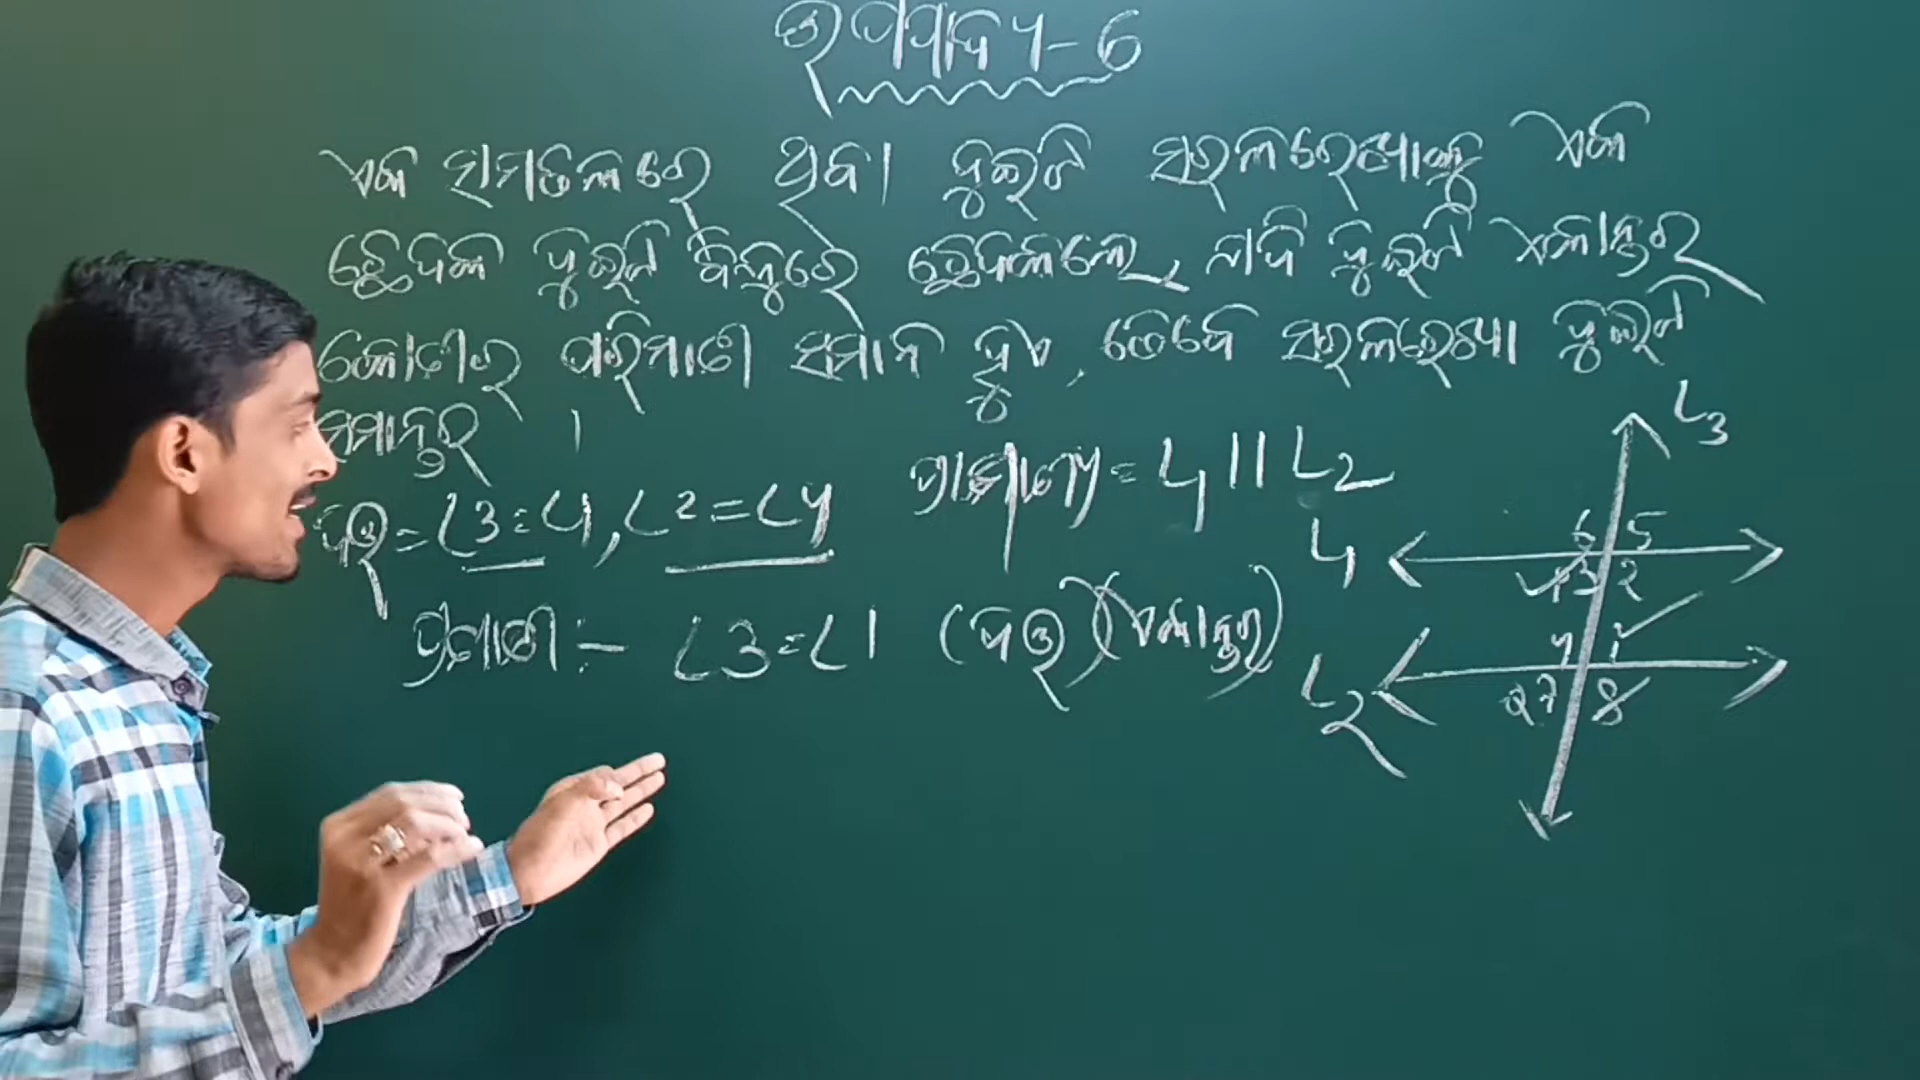 ଉପପାଦ୍ୟ - 6
ଏକ ସମତଳରେ ଥିବା ଦୁଇଟି ସରଳରେଖାକୁ ଏକ
ଛେଦକ ଦୁଇଟି ବିନ୍ଦୁରେ ଛେଦକଲେ, ଯଦି ଦୁଇଟି ଏକାନ୍ତର
କୋଣର ପରିମାଣ ସମାନ ହୁଏ, ତେବେ ସରଳରେଖା ଦୁଇଟି
ସମାନ୍ତର ।
ଦତ୍ତ = ∠3=∠1, ∠2=∠4
ପ୍ରାମାଣ୍ୟ = L1 || L2
ପ୍ରମାଣ :- ∠3=∠1 (ଦତ୍ତ) (ଏକାନ୍ତର)
L3
L1
6 5
3 2
L2
4 1
7 8